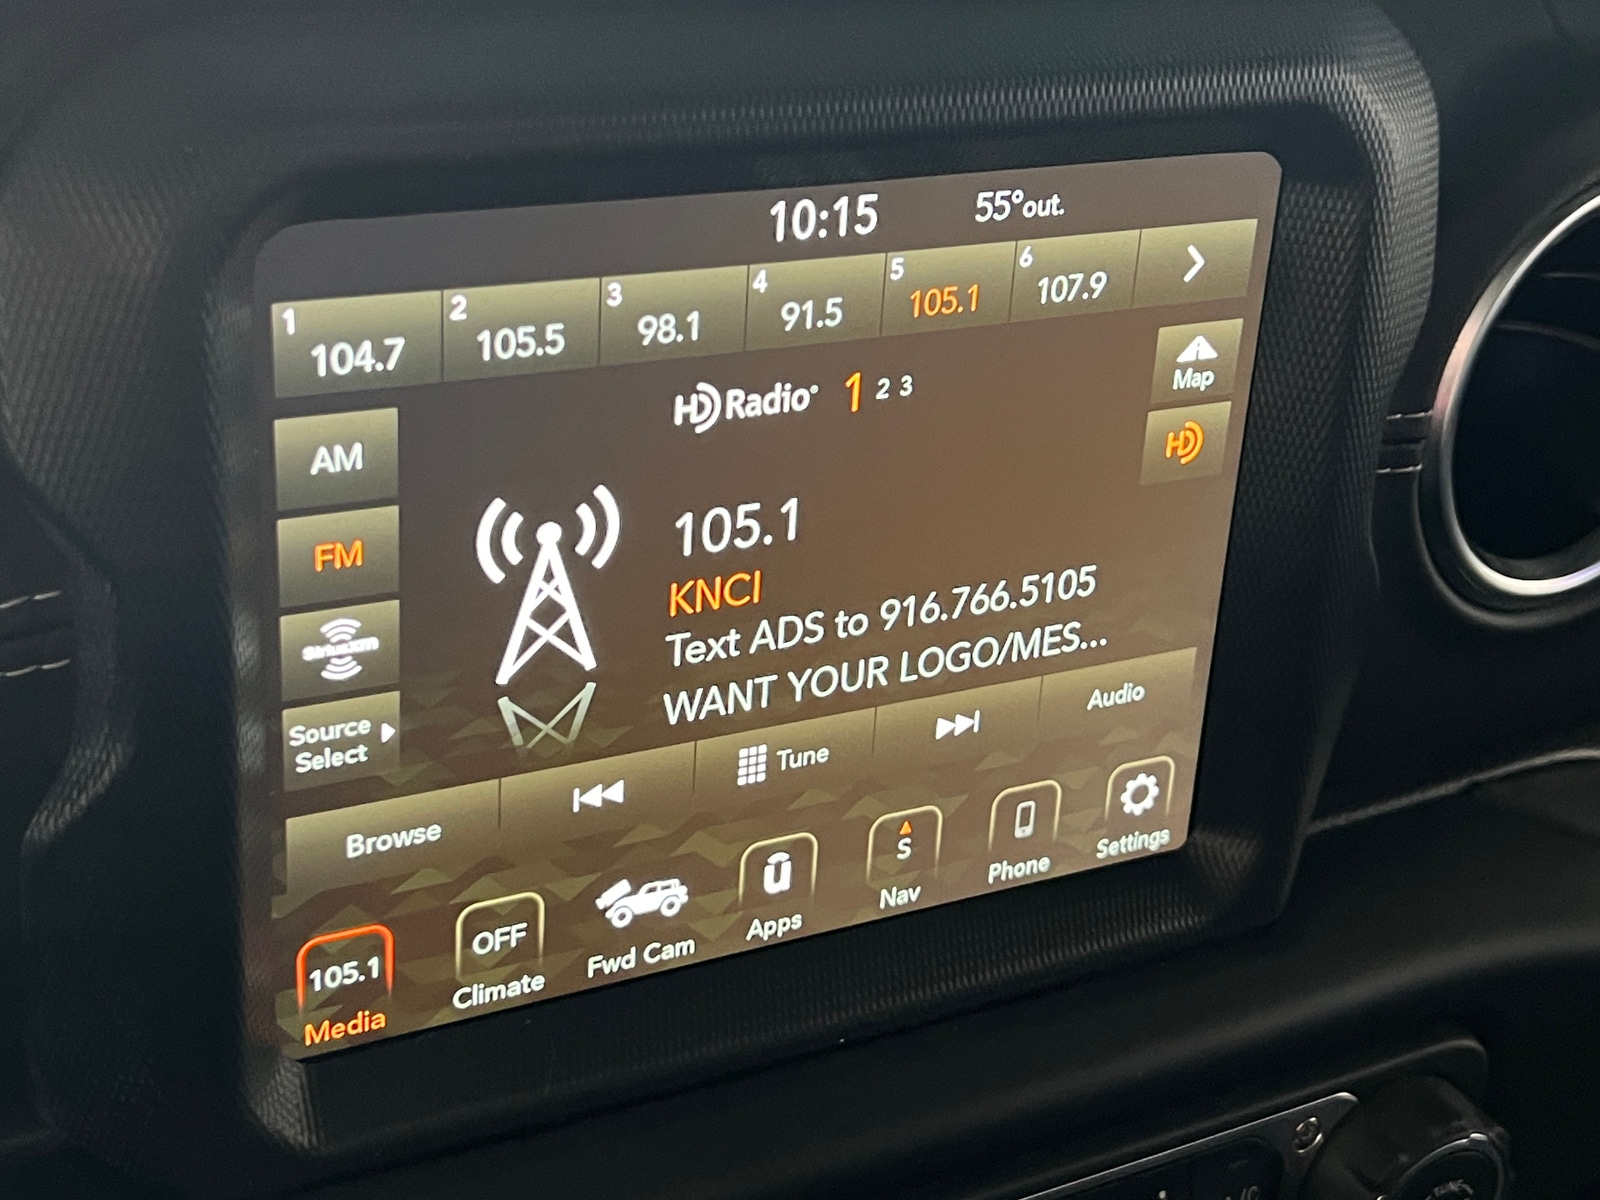 10:15 55°out.
1 104.7 2 105.5 3 98.1 4 91.5 5 105.1 6 107.9
HD Radio 1 2 3
Map
HD
AM
FM
SiriusXM
Source
Select
105.1
KNCI
Text ADS to 916.766.5105
WANT YOUR LOGO/MES...
Browse Tune Audio
105.1 Media
OFF Climate
Fwd Cam
Apps
S Nav
Phone
Settings